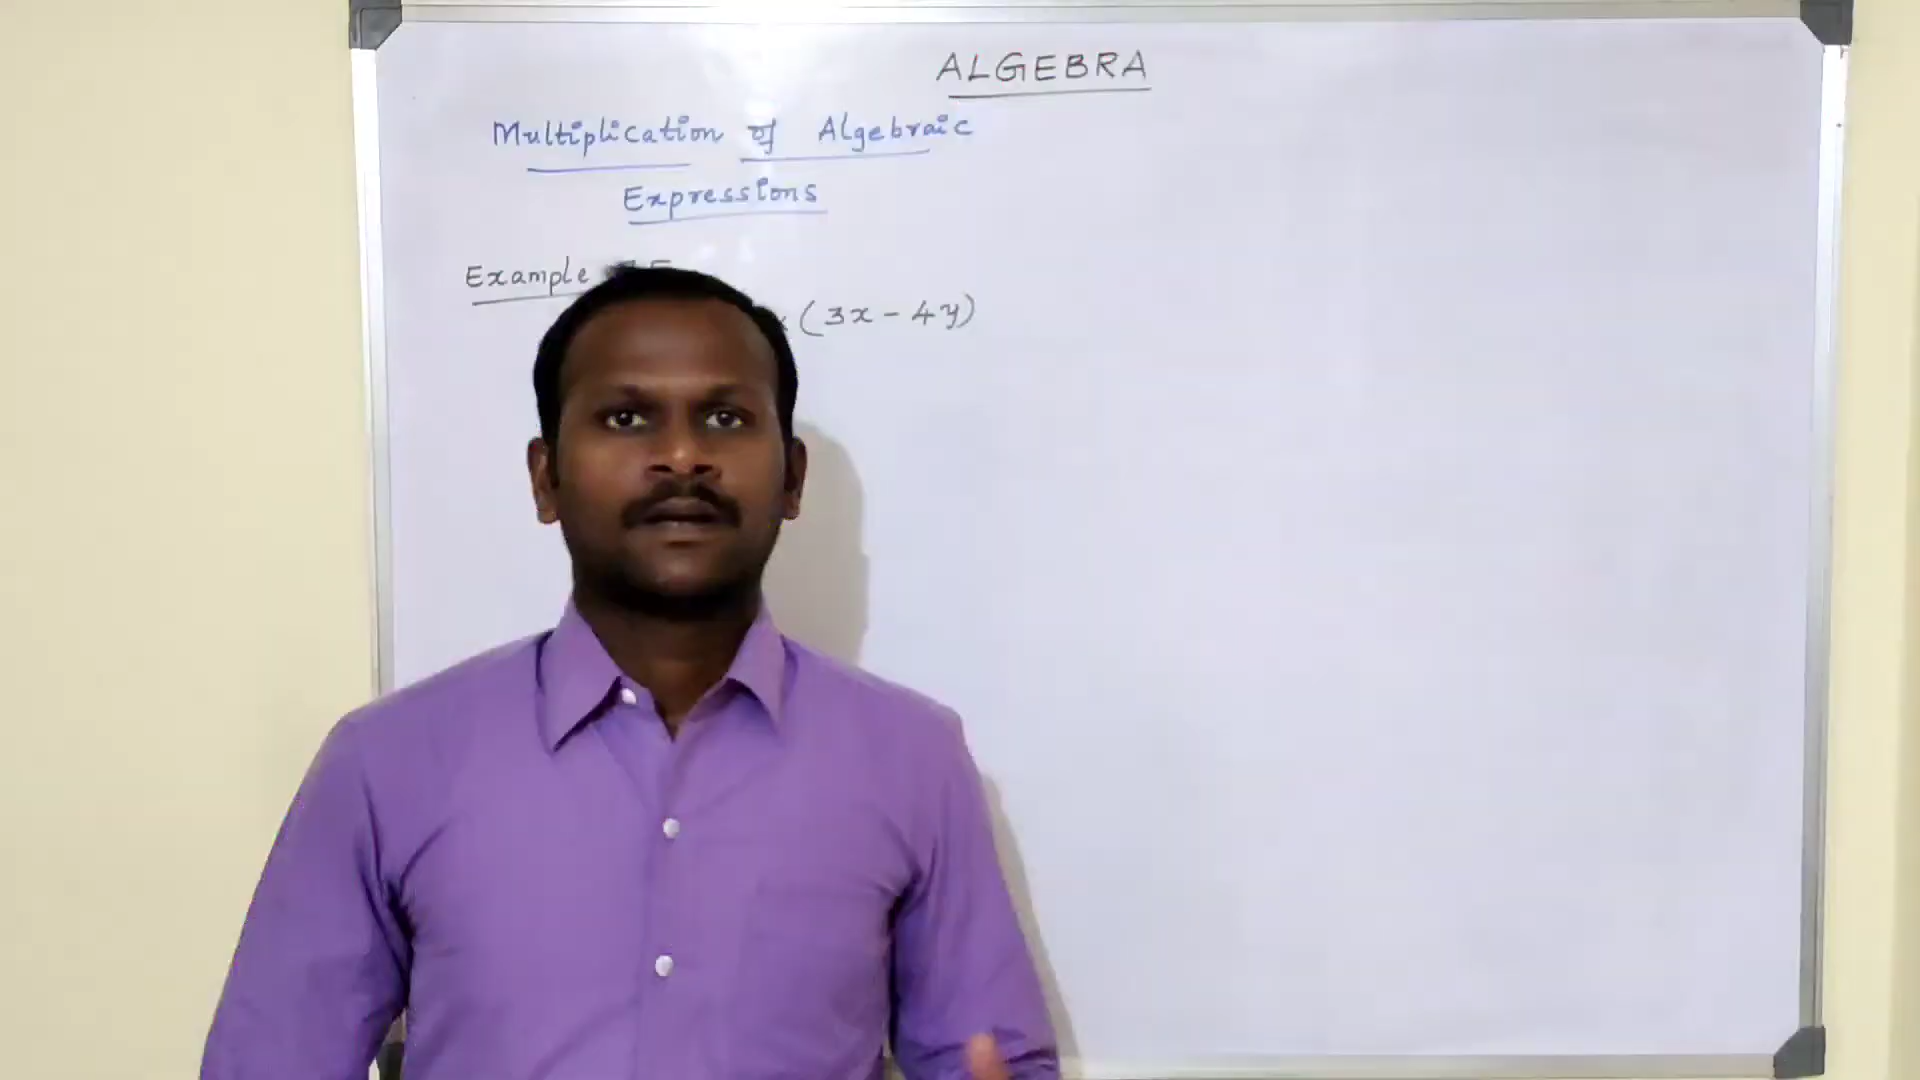 ALGEBRA
Multiplication of Algebraic
Expressions
Example
(3x - 4y)